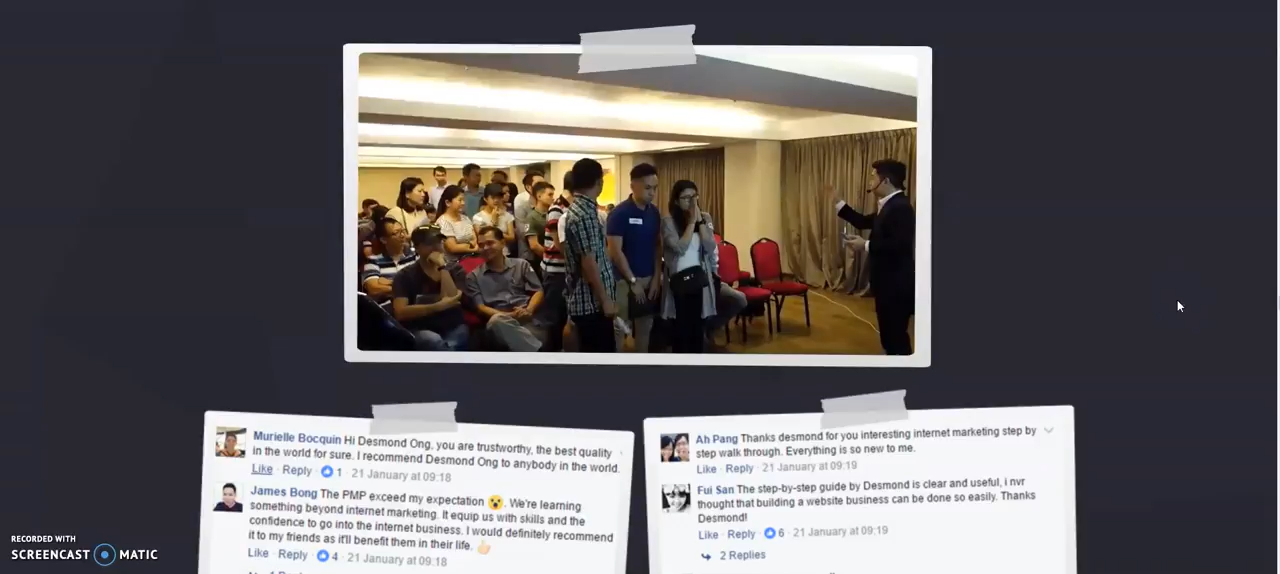 Murielle Bocquin Hi Desmond Ong, you are trustworthy, the best quality
in the world for sure. I recommend Desmond Ong to anybody in the world.
Like · Reply · 1 · 21 January at 09:18
James Bong The PMP exceed my expectation 😮. We're learning
something beyond internet marketing. It equip us with skills and the
confidence to go into the internet business. I would definitely recommend
it to my friends as it'll benefit them in their life. 👍
Like · Reply · 4 · 21 January at 09:18
Ah Pang Thanks desmond for you interesting internet marketing step by
step walk through. Everything is so new to me.
Like · Reply · 21 January at 09:19
Fui San The step-by-step guide by Desmond is clear and useful, i nvr
thought that building a website business can be done so easily. Thanks
Desmond!
Like · Reply · 6 · 21 January at 09:19
2 Replies
RECORDED WITH
SCREENCAST MATIC